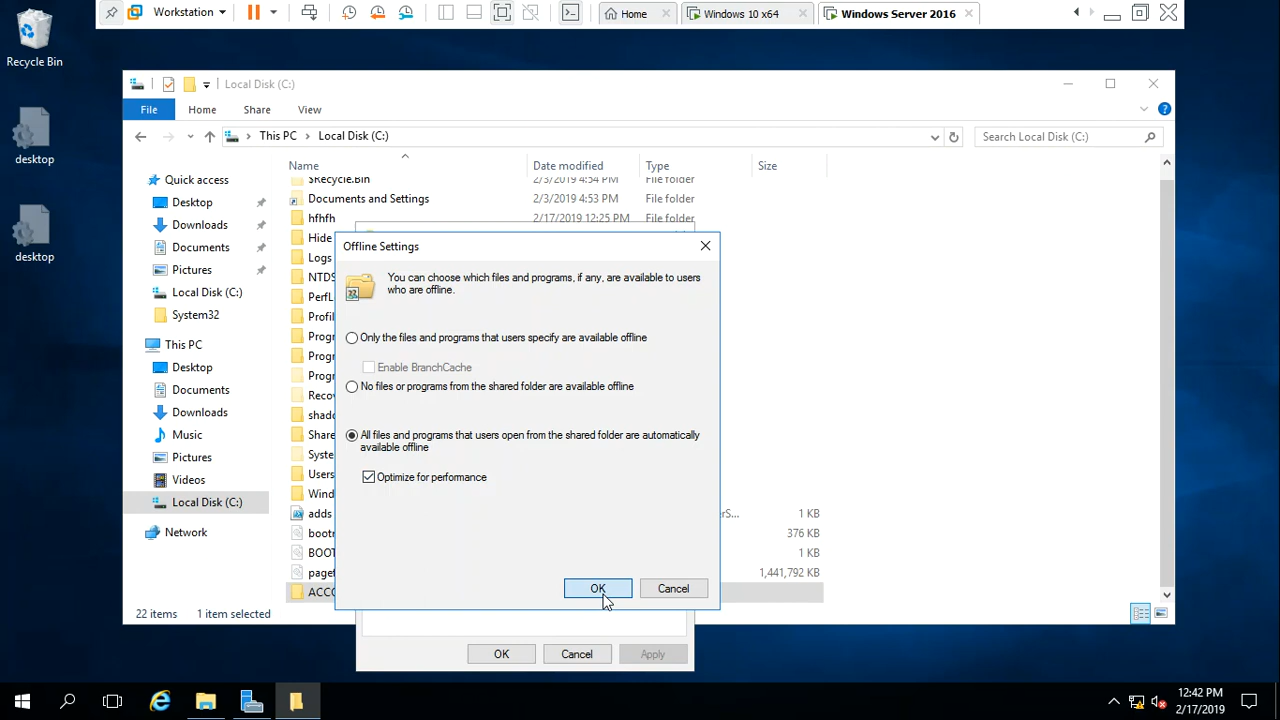 Workstation
Home
Windows 10 x64
Windows Server 2016
Recycle Bin
desktop
desktop
Local Disk (C:)
File
Home
Share
View
This PC
Local Disk (C:)
Search Local Disk (C:)
Name
Date modified
Type
Size
Quick access
Desktop
Downloads
Documents
Pictures
Local Disk (C:)
System32
This PC
Desktop
Documents
Downloads
Music
Pictures
Videos
Local Disk (C:)
Network
$Recycle.Bin 2/3/2019 4:54 PM File folder
Documents and Settings 2/3/2019 4:53 PM File folder
hfhfh 2/17/2019 12:25 PM File folder
Hide
Logs
NTDS
PerfL
Profil
Progr
Progr
Progr
Recov
shado
Share
Syste
Users
Wind
adds S... 1 KB
bootr 376 KB
BOO 1 KB
pagef 1,441,792 KB
ACCO
22 items 1 item selected
Offline Settings
You can choose which files and programs, if any, are available to users
who are offline.
Only the files and programs that users specify are available offline
Enable BranchCache
No files or programs from the shared folder are available offline
All files and programs that users open from the shared folder are automatically
available offline
Optimize for performance
OK
Cancel
OK
Cancel
Apply
12:42 PM
2/17/2019